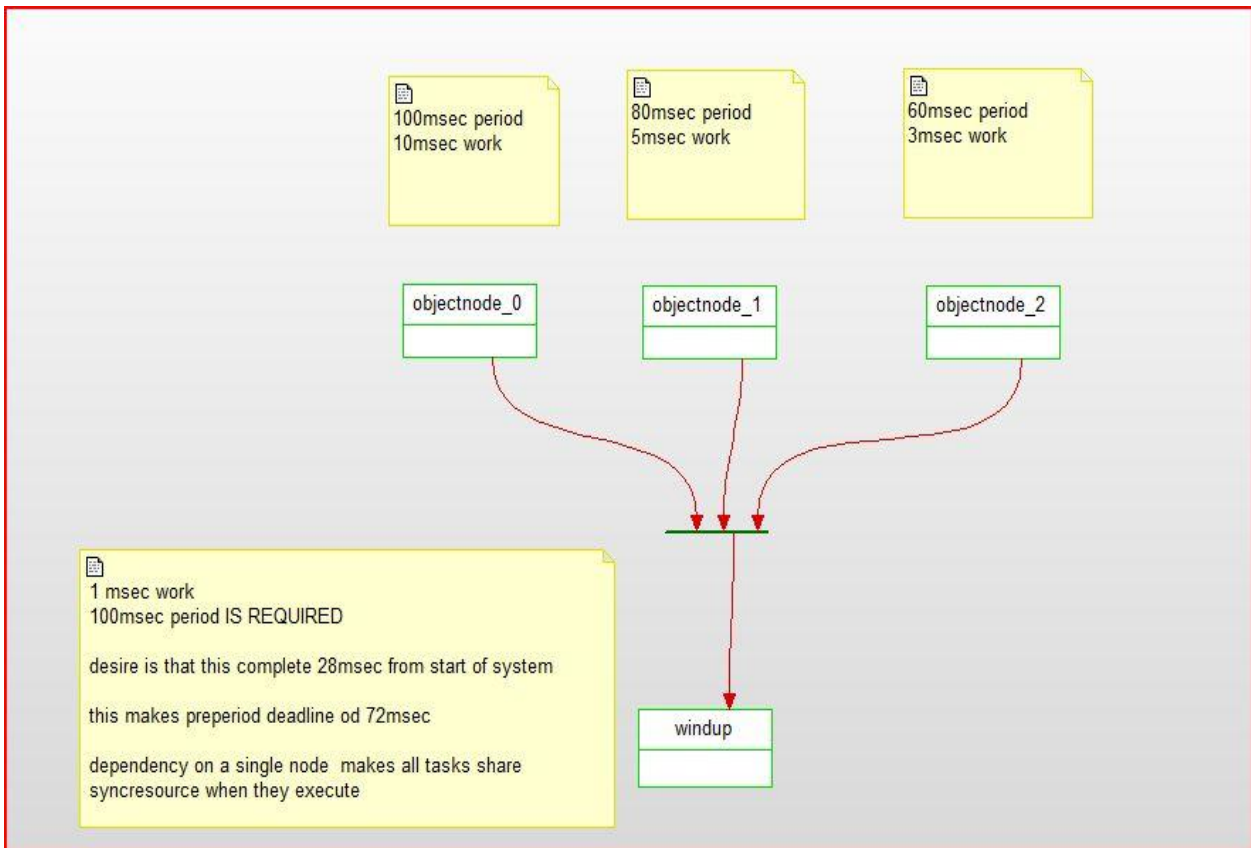 100msec period
10msec work
80msec period
5msec work
60msec period
3msec work
objectnode_0
objectnode_1
objectnode_2
1 msec work
100msec period IS REQUIRED
desire is that this complete 28msec from start of system
this makes preperiod deadline od 72msec
dependency on a single node  makes all tasks share
syncresource when they execute
windup